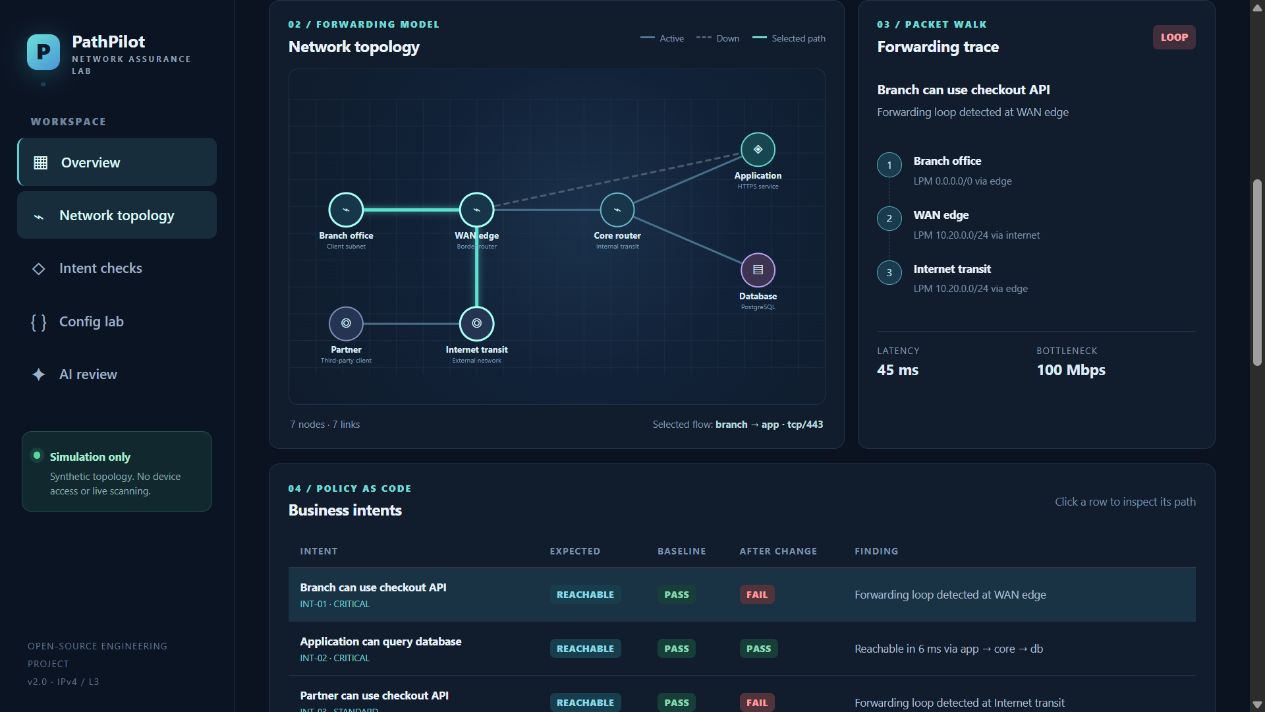 P
PathPilot
NETWORK ASSURANCE
LAB
WORKSPACE
Overview
Network topology
Intent checks
{ } Config lab
AI review
Simulation only
Synthetic topology. No device
access or live scanning.
OPEN-SOURCE ENGINEERING
PROJECT
v2.0 · IPv4 / L3
02 / FORWARDING MODEL
Network topology
Active
Down
Selected path
Application
HTTPS service
Branch office
Client subnet
WAN edge
Border router
Core router
Internal transit
Database
PostgreSQL
Partner
Third-party client
Internet transit
External network
7 nodes · 7 links
Selected flow: branch → app · tcp/443
03 / PACKET WALK
Forwarding trace
LOOP
Branch can use checkout API
Forwarding loop detected at WAN edge
1
Branch office
LPM 0.0.0.0/0 via edge
2
WAN edge
LPM 10.20.0.0/24 via internet
3
Internet transit
LPM 10.20.0.0/24 via edge
LATENCY
45 ms
BOTTLENECK
100 Mbps
04 / POLICY AS CODE
Business intents
Click a row to inspect its path
INTENT EXPECTED BASELINE AFTER CHANGE FINDING
Branch can use checkout API
INT-01 · CRITICAL
REACHABLE PASS FAIL Forwarding loop detected at WAN edge
Application can query database
INT-02 · CRITICAL
REACHABLE PASS PASS Reachable in 6 ms via app → core → db
Partner can use checkout API
INT-03 · STANDARD
REACHABLE PASS FAIL Forwarding loop detected at Internet transit